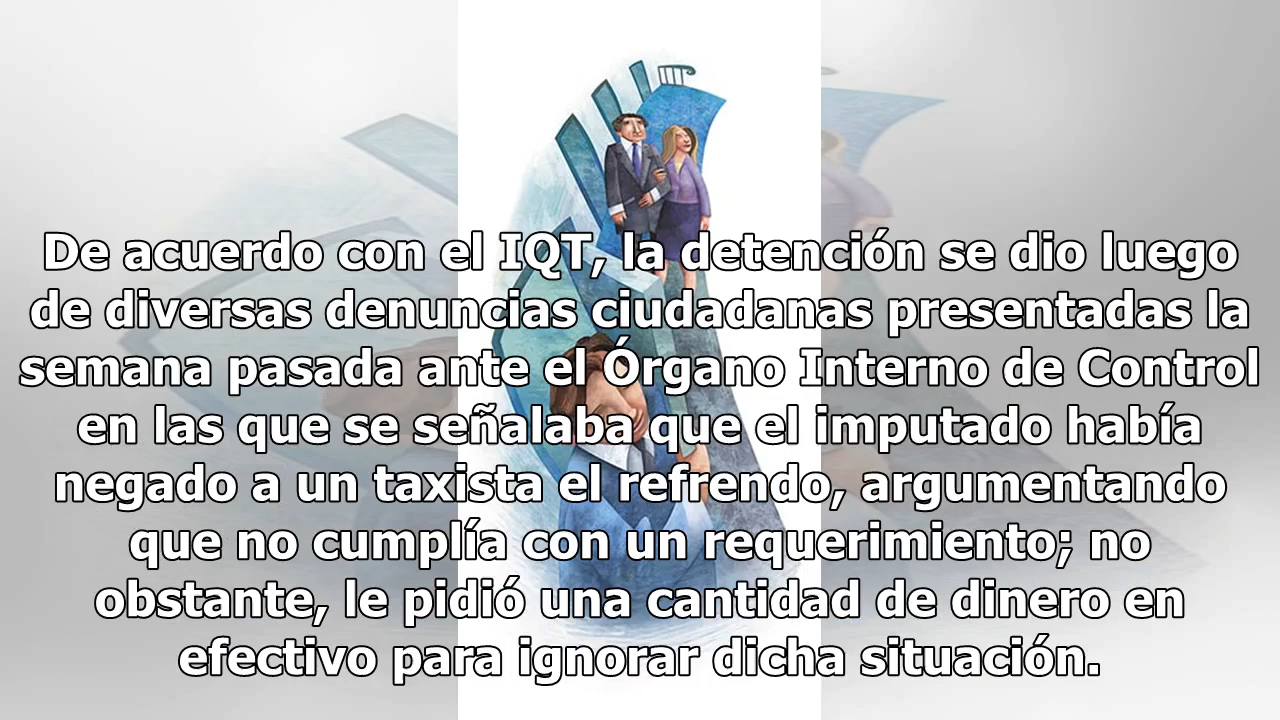 De acuerdo con el IQT, la detención se dio luego
de diversas denuncias ciudadanas presentadas la
semana pasada ante el Órgano Interno de Control
en las que se señalaba que el imputado había
negado a un taxista el refrendo, argumentando
que no cumplía con un requerimiento; no
obstante, le pidió una cantidad de dinero en
efectivo para ignorar dicha situación.